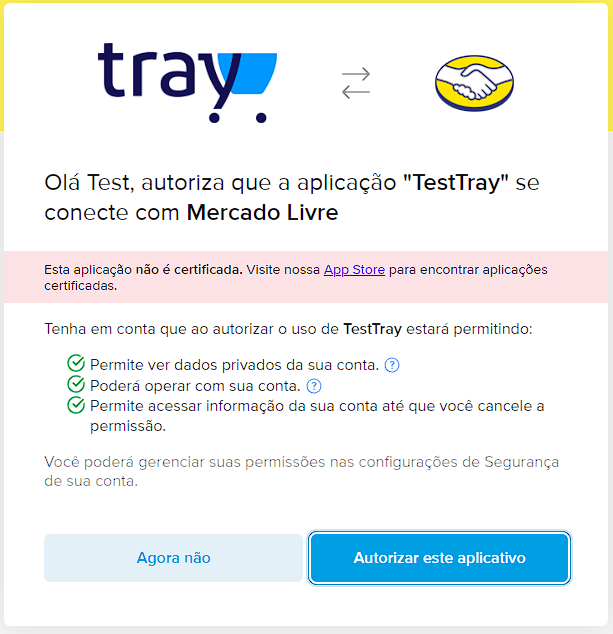 tray
Olá Test, autoriza que a aplicação "TestTray" se
conecte com Mercado Livre
Esta aplicação não é certificada. Visite nossa App Store para encontrar aplicações
certificadas.
Tenha em conta que ao autorizar o uso de TestTray estará permitindo:
Permite ver dados privados da sua conta. ?
Poderá operar com sua conta. ?
Permite acessar informação da sua conta até que você cancele a
permissão.
Você poderá gerenciar suas permissões nas configurações de Segurança
de sua conta.
Agora não
Autorizar este aplicativo